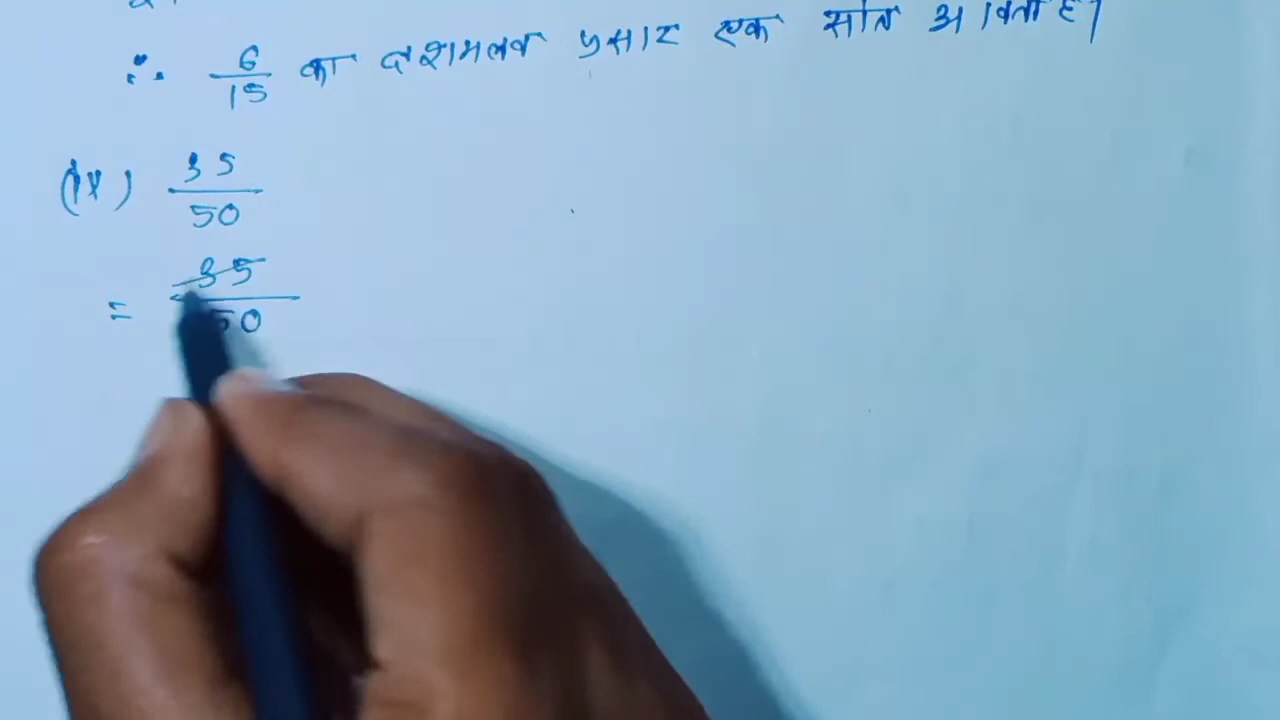 ∴ 6/15 का दशमलव प्रसार एक सांत आवर्ती है।
(ix) 35/50
= 35/50